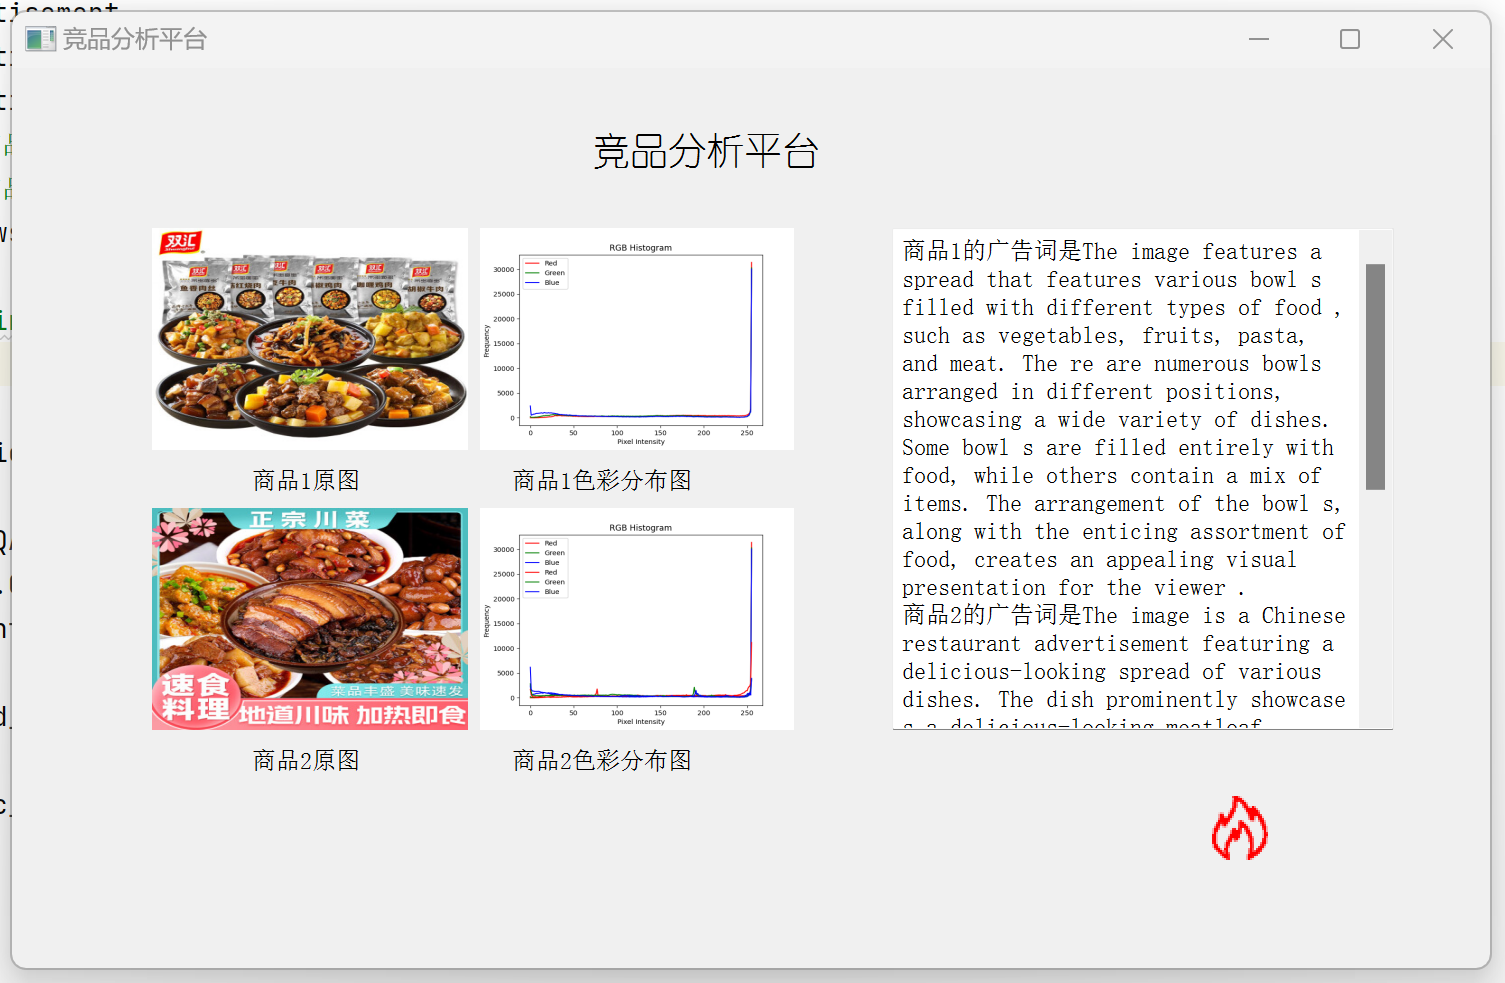 竞品分析平台
竞品分析平台
双汇
鱼香肉丝
RGB Histogram
Red
Green
Blue
30000
25000
20000
15000
10000
5000
0
Frequency
0 50 100 150 200 250
Pixel Intensity
商品1原图
商品1色彩分布图
正宗川菜
速食
料理
菜品丰盛 美味速发
地道川味 加热即食
RGB Histogram
Red
Green
Blue
Red
Green
Blue
30000
25000
20000
15000
10000
5000
0
Frequency
0 50 100 150 200 250
Pixel Intensity
商品2原图
商品2色彩分布图
商品1的广告词是The image features a
spread that features various bowl s
filled with different types of food ,
such as vegetables, fruits, pasta,
and meat. The re are numerous bowls
arranged in different positions,
showcasing a wide variety of dishes.
Some bowl s are filled entirely with
food, while others contain a mix of
items. The arrangement of the bowl s,
along with the enticing assortment of
food, creates an appealing visual
presentation for the viewer .
商品2的广告词是The image is a Chinese
restaurant advertisement featuring a
delicious-looking spread of various
dishes. The dish prominently showcase
s a delicious-looking meatloaf